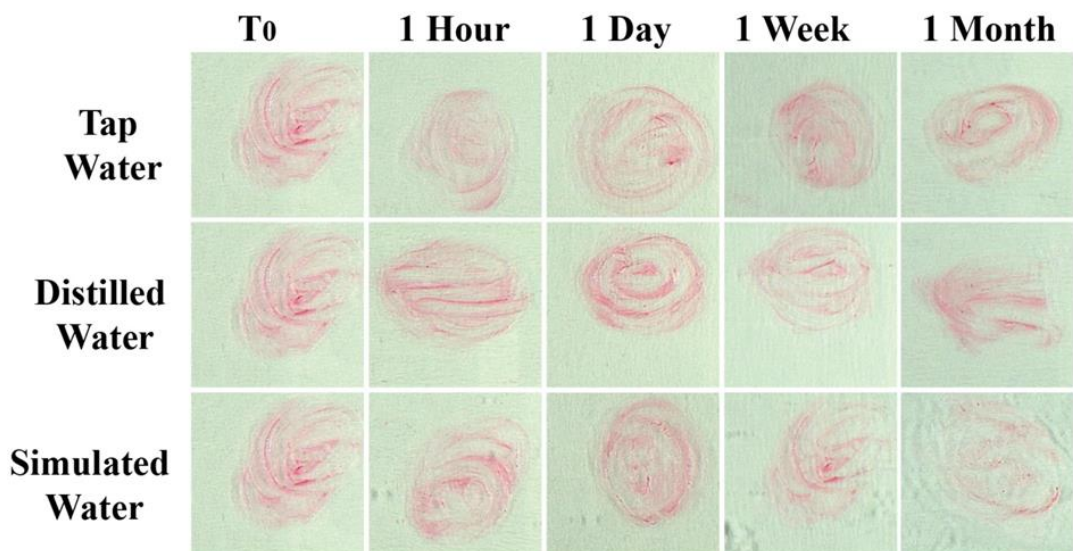 T0 1 Hour 1 Day 1 Week 1 Month
Tap
Water
Distilled
Water
Simulated
Water